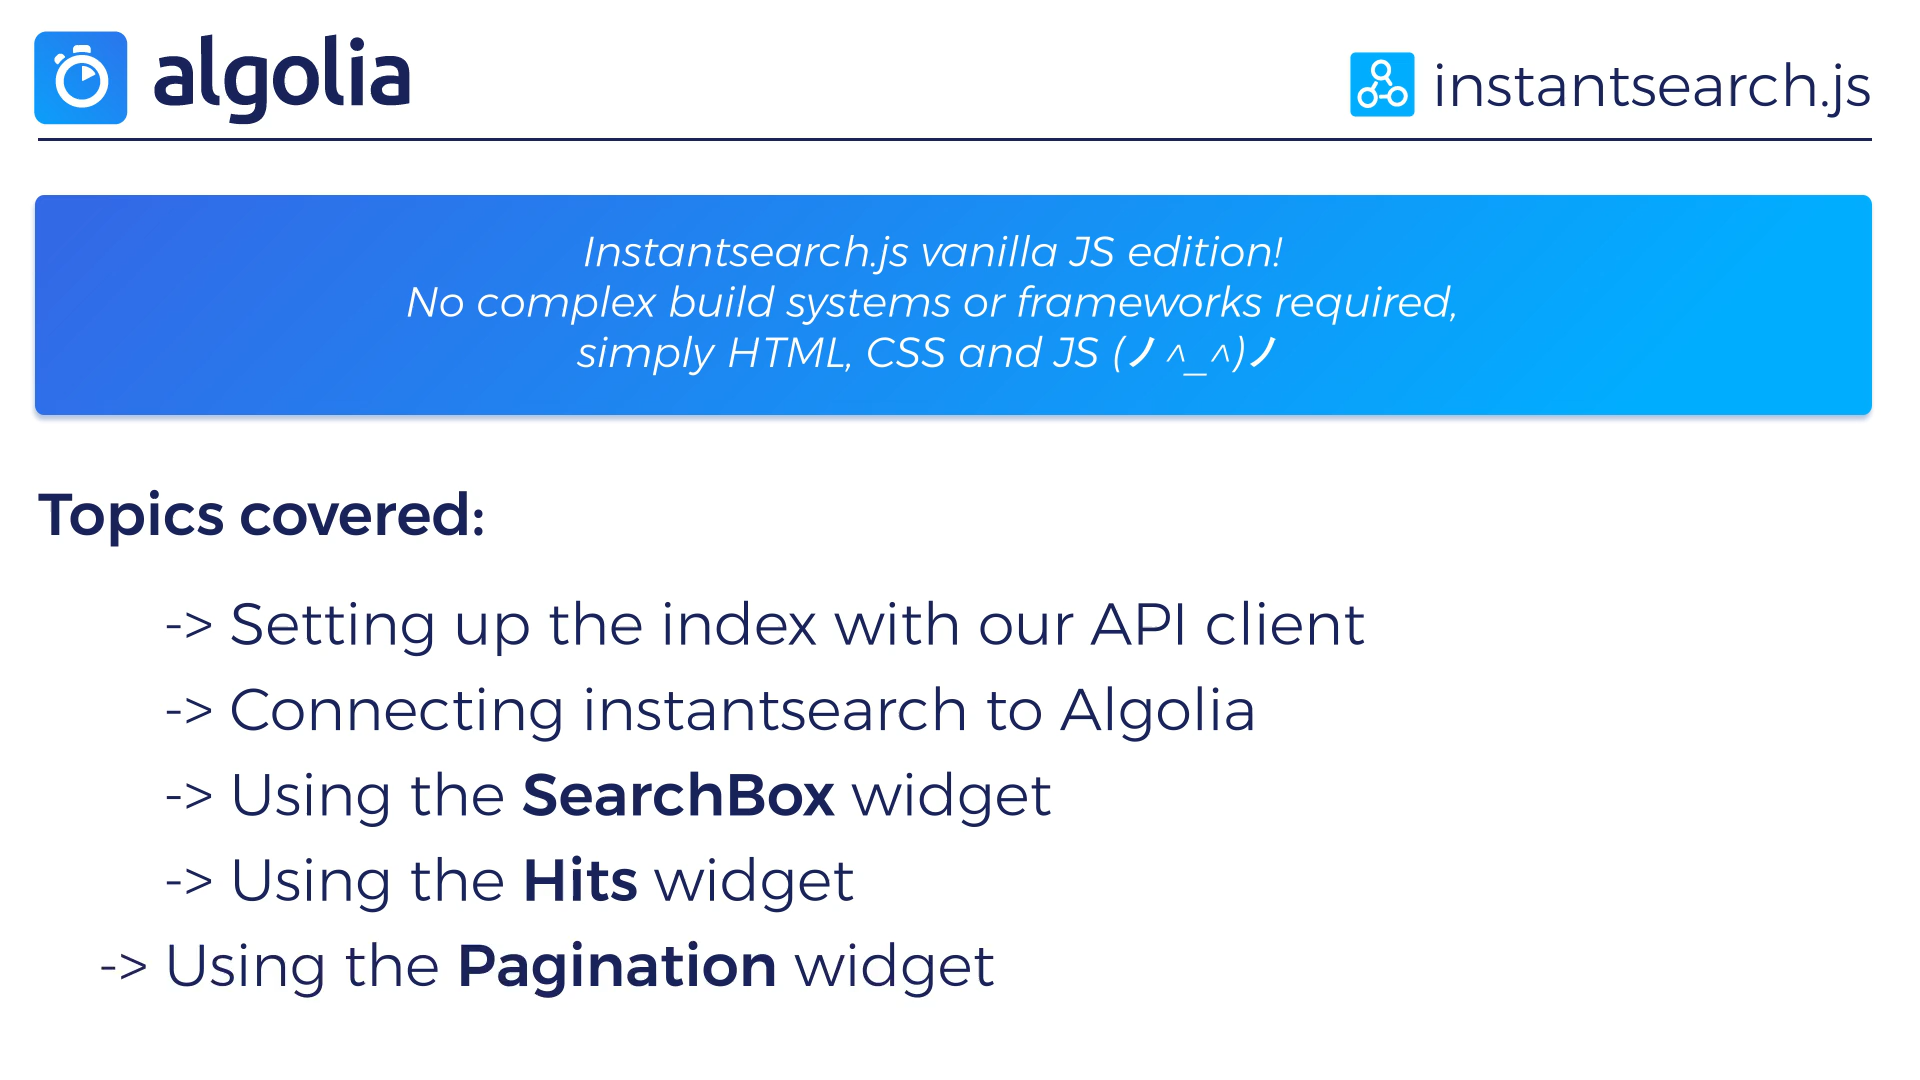 algolia
instantsearch.js
Instantsearch.js vanilla JS edition!
No complex build systems or frameworks required,
simply HTML, CSS and JS (ノ^_^)ノ
Topics covered:
-> Setting up the index with our API client
-> Connecting instantsearch to Algolia
-> Using the SearchBox widget
-> Using the Hits widget
-> Using the Pagination widget